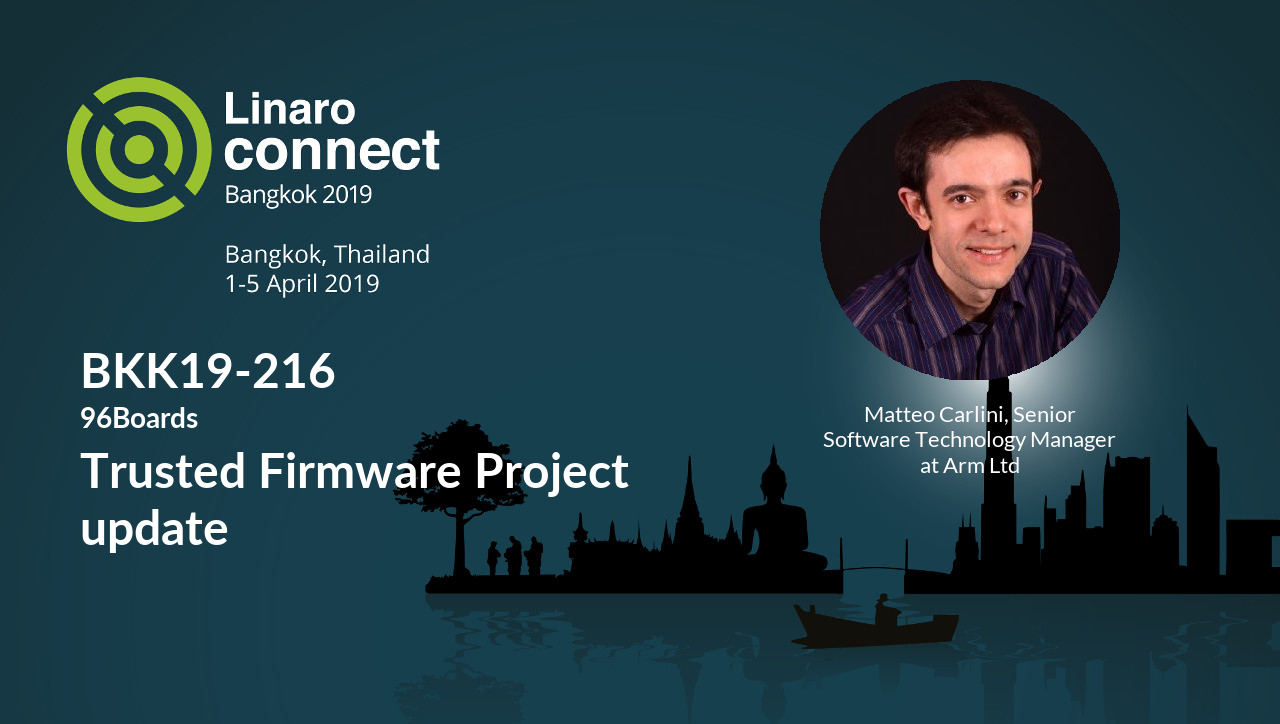 Linaro
connect
Bangkok 2019
Bangkok, Thailand
1-5 April 2019
BKK19-216
96Boards
Trusted Firmware Project
update
Matteo Carlini, Senior
Software Technology Manager
at Arm Ltd